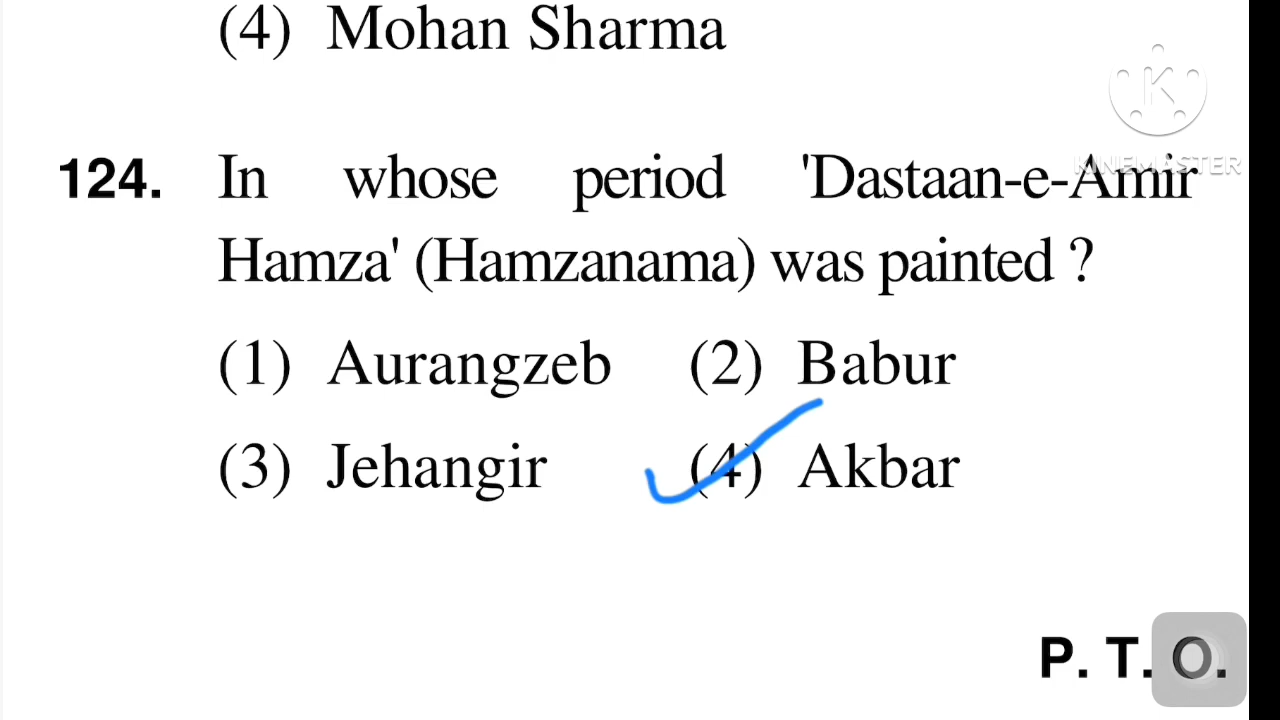 (4) Mohan Sharma
K
KINEMASTER
124. In whose period 'Dastaan-e-Amir
Hamza' (Hamzanama) was painted ?
(1) Aurangzeb (2) Babur
(3) Jehangir (4) Akbar
P. T. O.